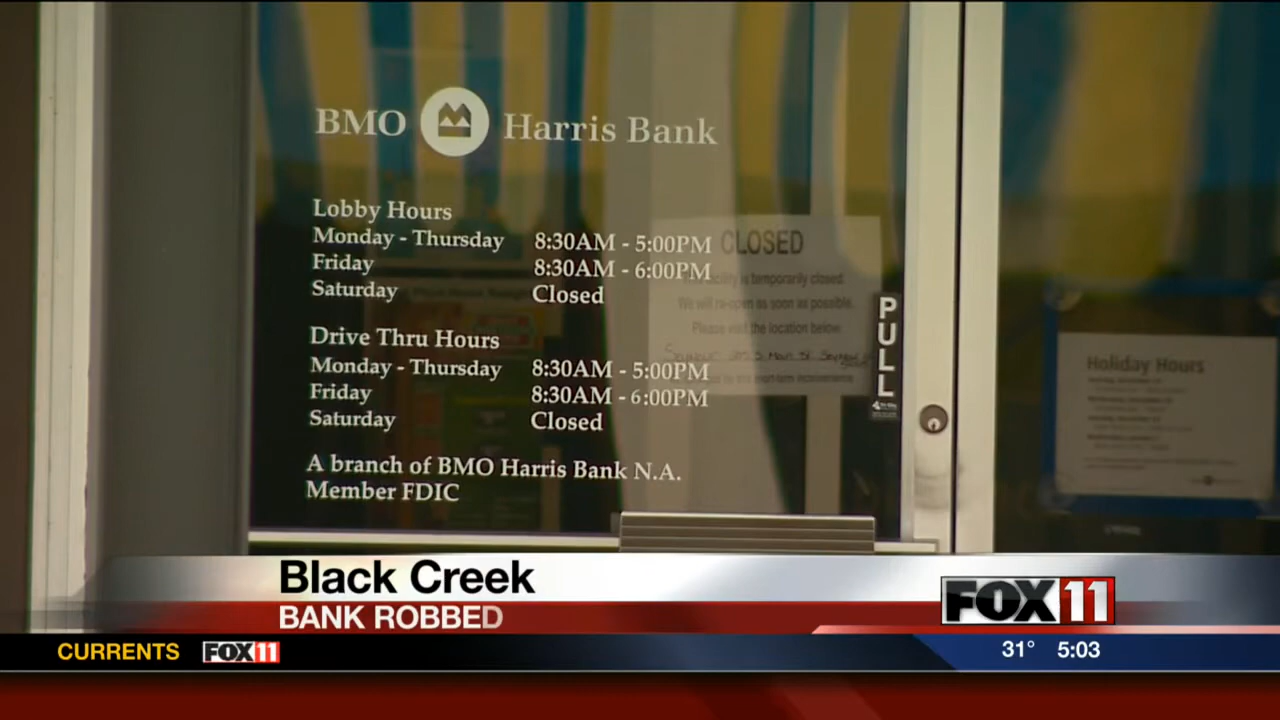 BMO Harris Bank
Lobby Hours
Monday - Thursday 8:30AM - 5:00PM
Friday 8:30AM - 6:00PM
Saturday Closed
Drive Thru Hours
Monday - Thursday 8:30AM - 5:00PM
Friday 8:30AM - 6:00PM
Saturday Closed
A branch of BMO Harris Bank N.A.
Member FDIC
CLOSED
is temporarily closed.
We will re-open as soon as possible.
Please visit the location below.
PULL
Holiday Hours
Black Creek
BANK ROBBED
FOX 11
CURRENTS FOX 11
31° 5:03